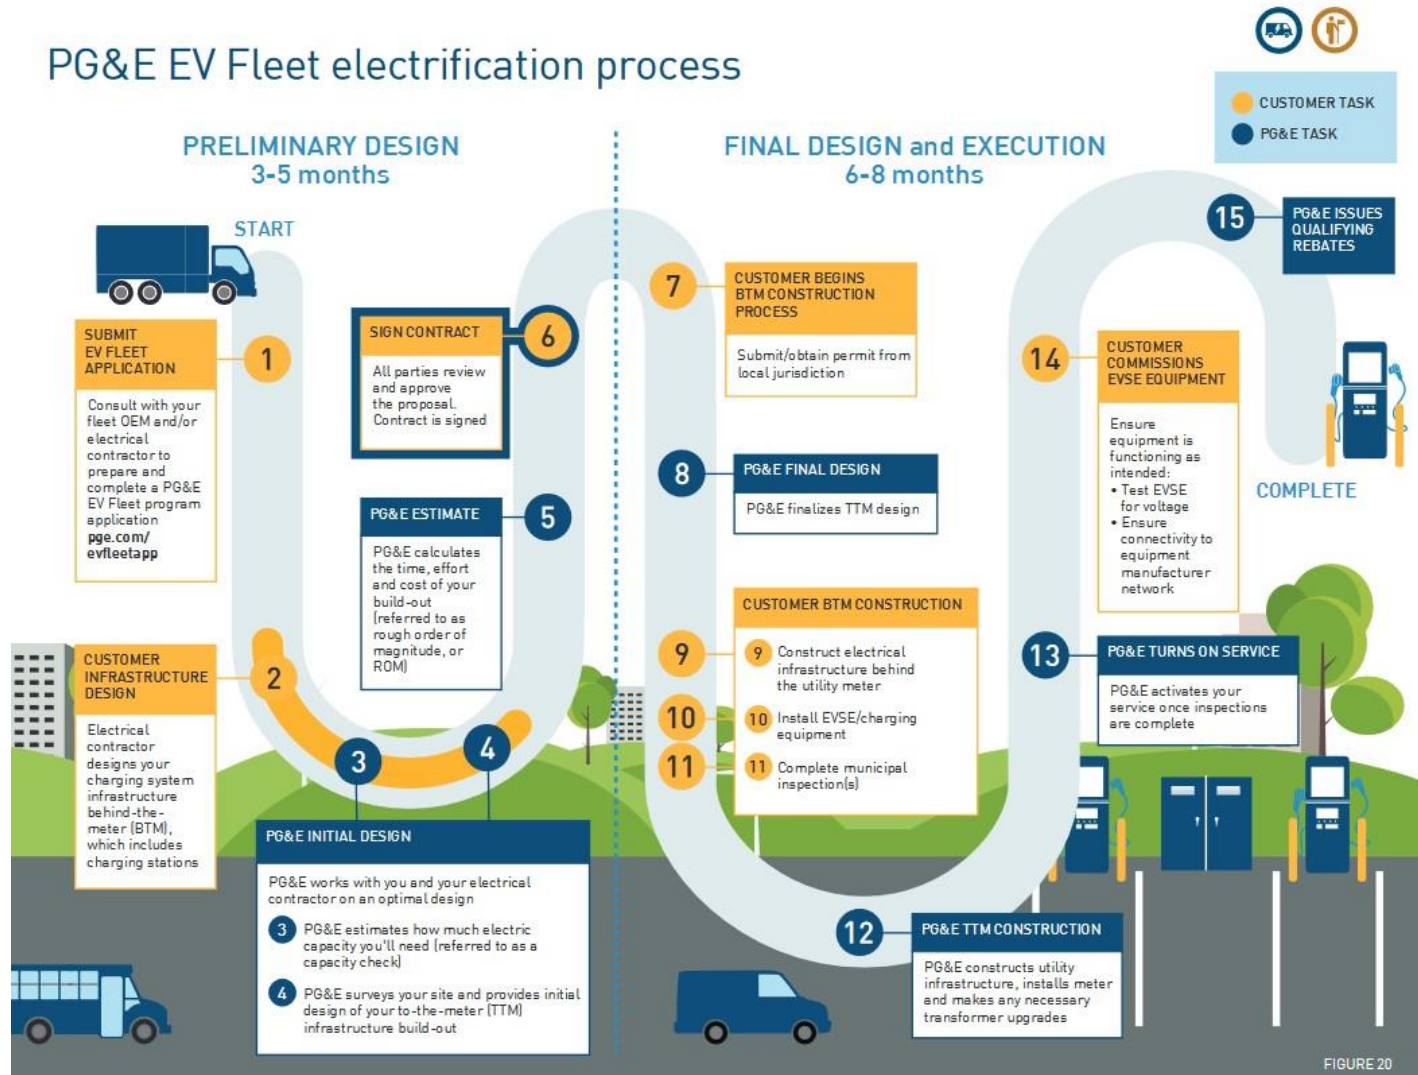 PG&E EV Fleet electrification process
CUSTOMER TASK
PG&E TASK
PRELIMINARY DESIGN
3-5 months
FINAL DESIGN and EXECUTION
6-8 months
START
1
SUBMIT
EV FLEET
APPLICATION
Consult with your
fleet OEM and/or
electrical
contractor to
prepare and
complete a PG&E
EV Fleet program
application
pge.com/
evfleetapp
2
CUSTOMER
INFRASTRUCTURE
DESIGN
Electrical
contractor
designs your
charging system
infrastructure
behind-the-
meter (BTM),
which includes
charging stations
3
4
PG&E INITIAL DESIGN
PG&E works with you and your electrical
contractor on an optimal design
3 PG&E estimates how much electric
capacity you'll need (referred to as a
capacity check)
4 PG&E surveys your site and provides initial
design of your to-the-meter (TTM)
infrastructure build-out
5
PG&E ESTIMATE
PG&E calculates
the time, effort
and cost of your
build-out
(referred to as
rough order of
magnitude, or
ROM)
6
SIGN CONTRACT
All parties review
and approve
the proposal.
Contract is signed
7
CUSTOMER BEGINS
BTM CONSTRUCTION
PROCESS
Submit/obtain permit from
local jurisdiction
8
PG&E FINAL DESIGN
PG&E finalizes TTM design
9
10
11
CUSTOMER BTM CONSTRUCTION
9 Construct electrical
infrastructure behind
the utility meter
10 Install EVSE/charging
equipment
11 Complete municipal
inspection(s)
12
PG&E TTM CONSTRUCTION
PG&E constructs utility
infrastructure, installs meter
and makes any necessary
transformer upgrades
13
PG&E TURNS ON SERVICE
PG&E activates your
service once inspections
are complete
14
CUSTOMER
COMMISSIONS
EVSE EQUIPMENT
Ensure
equipment is
functioning as
intended:
• Test EVSE
for voltage
• Ensure
connectivity to
equipment
manufacturer
network
15
PG&E ISSUES
QUALIFYING
REBATES
COMPLETE
FIGURE 20